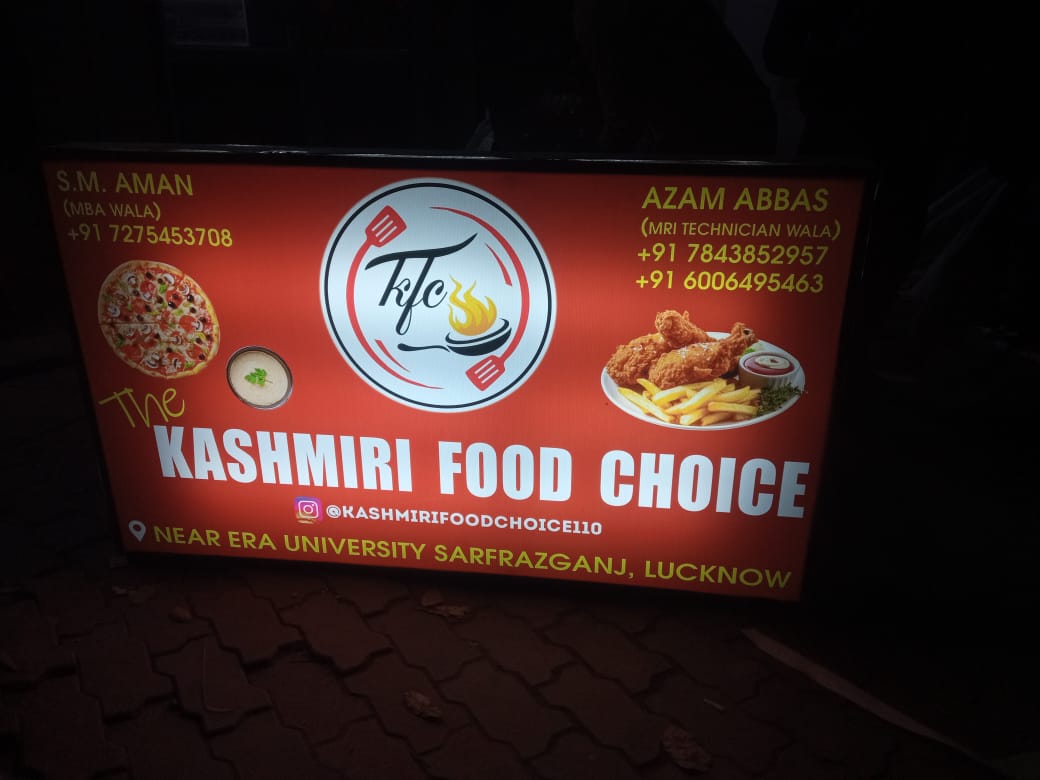 S.M. AMAN
(MBA WALA)
+91 7275453708
AZAM ABBAS
(MRI TECHNICIAN WALA)
+91 7843852957
+91 6006495463
Tkfc
The
KASHMIRI FOOD CHOICE
@KASHMIRIFOODCHOICE110
NEAR ERA UNIVERSITY SARFRAZGANJ, LUCKNOW